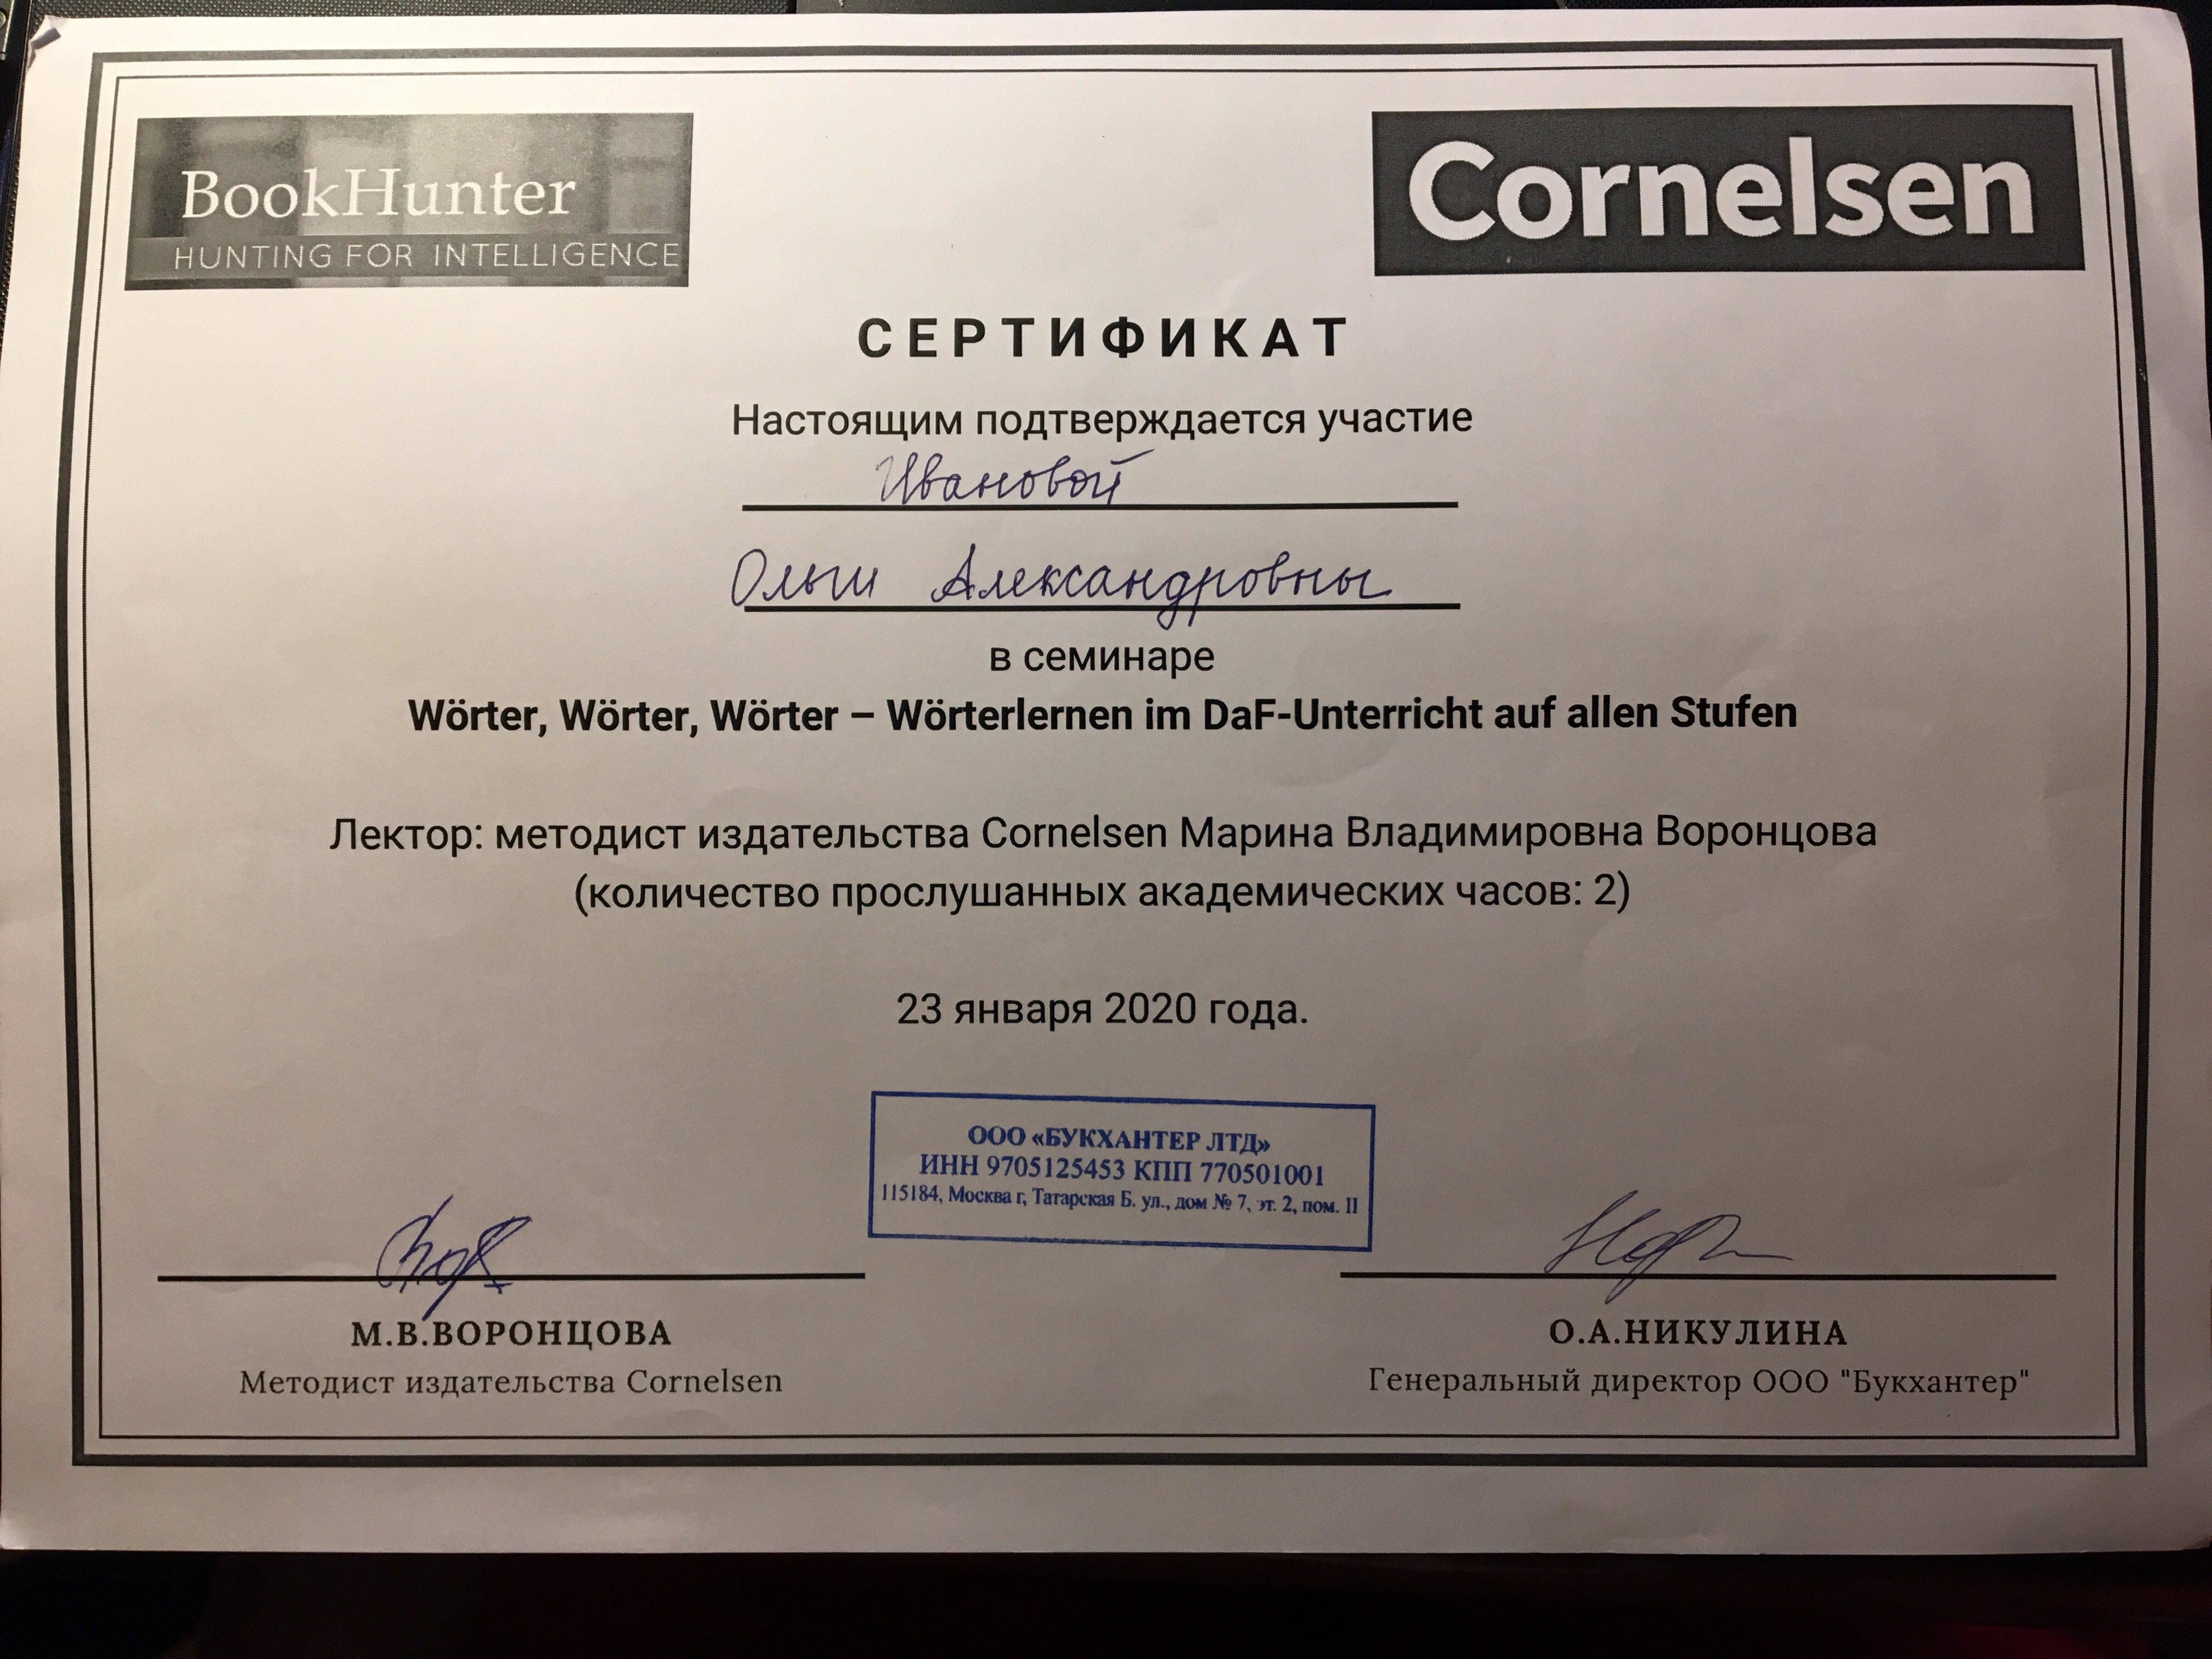 BookHunter
HUNTING FOR INTELLIGENCE
Cornelsen
СЕРТИФИКАТ
Настоящим подтверждается участие
Ивановой
Ольги Александровны
в семинаре
Wörter, Wörter, Wörter – Wörterlernen im DaF-Unterricht auf allen Stufen
Лектор: методист издательства Cornelsen Марина Владимировна Воронцова
(количество прослушанных академических часов: 2)
23 января 2020 года.
ООО «БУКХАНТЕР ЛТД»
ИНН 9705125453 КПП 770501001
115184, Москва г, Татарская Б. ул., дом № 7, эт. 2, пом. II
М.В.ВОРОНЦОВА
Методист издательства Cornelsen
О.А.НИКУЛИНА
Генеральный директор ООО "Букхантер"